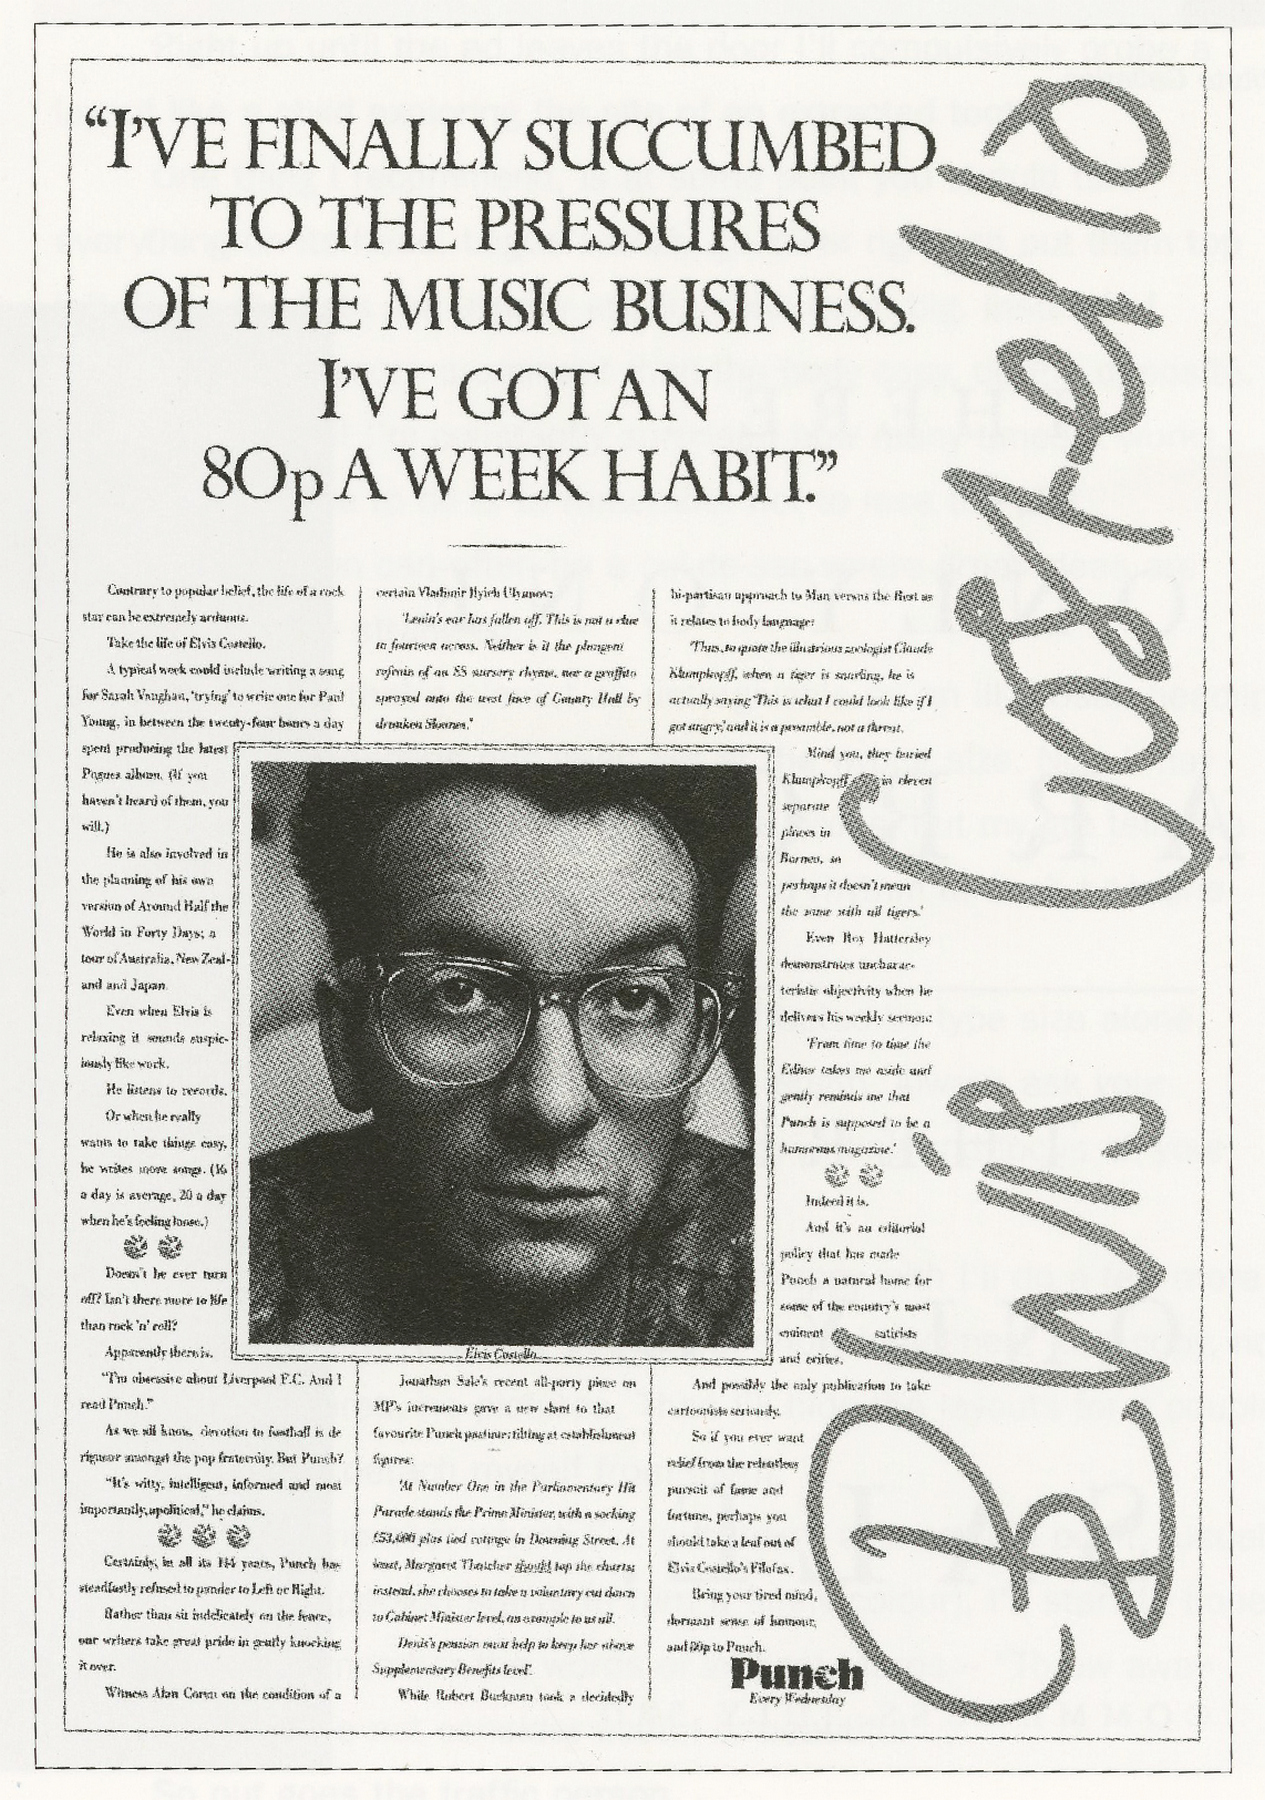 “I’VE FINALLY SUCCUMBED
TO THE PRESSURES
OF THE MUSIC BUSINESS.
I’VE GOT AN
80p A WEEK HABIT.”
Contrary to popular belief, the life of a rock
star can be extremely arduous.
Take the life of Elvis Costello.
A typical week could include writing a song
for Sarah Vaughan, ‘trying’ to write one for Paul
Young, in between the twenty-four hours a day
spent producing the latest
Pogues album. (If you
haven’t heard of them, you
will.)
He is also involved in
the planning of his own
version of Around Half the
World in Forty Days; a
tour of Australia, New Zeal-
and and Japan.
Even when Elvis is
relaxing it sounds suspic-
iously like work.
He listens to records.
Or when he really
wants to take things easy,
he writes more songs. (16
a day is average, 20 a day
when he’s feeling loose.)
Doesn’t he ever turn
off? Isn’t there more to life
than rock ’n’ roll?
Apparently there is.
“I’m obsessive about Liverpool F.C. And I
read Punch.”
As we all know, devotion to football is de
rigueur amongst the pop fraternity. But Punch?
“It’s witty, intelligent, informed and most
importantly, apolitical,” he claims.
Certainly, in all its 144 years, Punch has
steadfastly refused to pander to Left or Right.
Rather than sit indelicately on the fence,
our writers take great pride in gently knocking
it over.
Witness Alan Coren on the condition of a
certain Vladimir Ilyich Ulyanov:
‘Lenin’s ear has fallen off. This is not a clue
to fourteen across. Neither is it the plangent
refrain of an SS nursery rhyme, nor a graffito
sprayed onto the west face of County Hall by
drunken Sloanes.’
Elvis Costello
Jonathan Sale’s recent all-party piece on
MP’s increments gave a new slant to that
favourite Punch pastime: tilting at establishment
figures:
‘At Number One in the Parliamentary Hit
Parade stands the Prime Minister, with a socking
£53,600 plus tied cottage in Downing Street. At
least, Margaret Thatcher should top the charts;
instead, she chooses to take a voluntary cut down
to Cabinet Minister level, an example to us all.
Denis’s pension must help to keep her above
Supplementary Benefits level’.
While Robert Buckman took a decidedly
bi-partisan approach to Man versus the Beast as
it relates to body language:
‘Thus, to quote the illustrious zoologist Claude
Klumpkopff, when a tiger is snarling, he is
actually saying ‘This is what I could look like if I
got angry,’ and it is a preamble, not a threat.
Mind you, they buried
Klumpkopff in eleven
separate
places in
Borneo, so
perhaps it doesn’t mean
the same with all tigers.’
Even Roy Hattersley
demonstrates uncharac-
teristic objectivity when he
delivers his weekly sermon:
‘From time to time the
Editor takes me aside and
gently reminds me that
Punch is supposed to be a
humorous magazine.’
Indeed it is.
And it’s an editorial
policy that has made
Punch a natural home for
some of the country’s most
eminent satirists
and critics.
And possibly the only publication to take
cartoonists seriously.
So if you ever want
relief from the relentless
pursuit of fame and
fortune, perhaps you
should take a leaf out of
Elvis Costello’s Filofax.
Bring your tired mind,
dormant sense of humour,
and 80p to Punch.
Punch
Every Wednesday
Elvis Costello